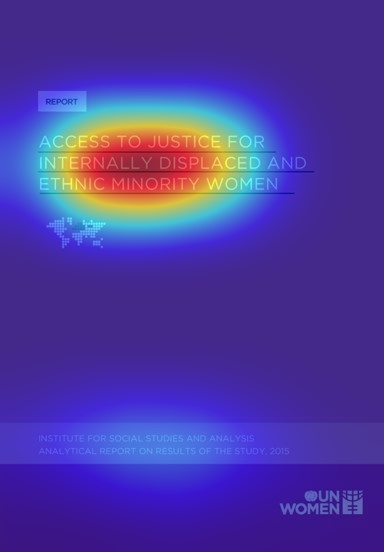 REPORT
ACCESS TO JUSTICE FOR
INTERNALLY DISPLACED AND
ETHNIC MINORITY WOMEN
INSTITUTE FOR SOCIAL STUDIES AND ANALYSIS
ANALYTICAL REPORT ON RESULTS OF THE STUDY, 2015
UN
WOMEN